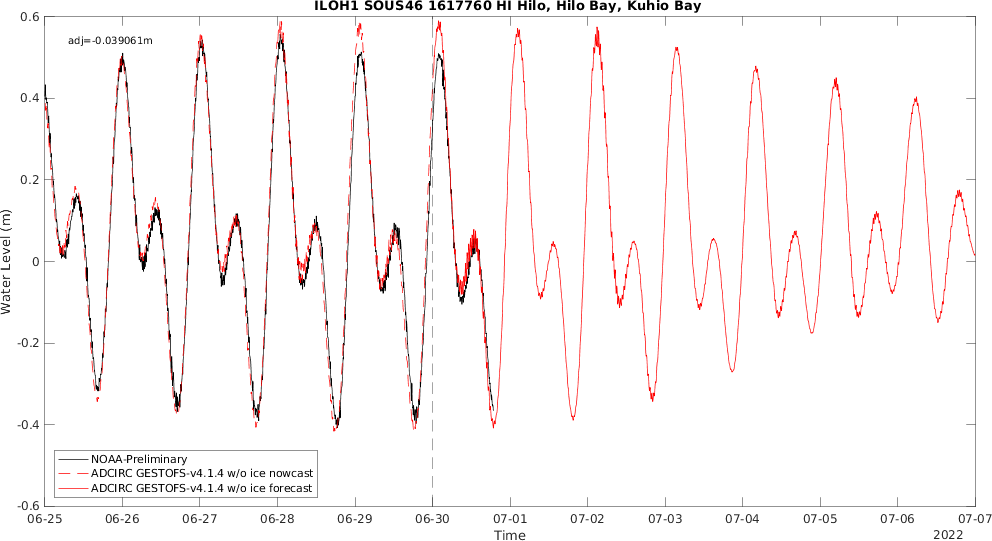 ILOH1 SOUS46 1617760 HI Hilo, Hilo Bay, Kuhio Bay
adj=-0.039061m
0.6
0.4
0.2
0
-0.2
-0.4
-0.6
Water Level (m)
NOAA-Preliminary
ADCIRC GESTOFS-v4.1.4 w/o ice nowcast
ADCIRC GESTOFS-v4.1.4 w/o ice forecast
06-25 06-26 06-27 06-28 06-29 06-30 07-01 07-02 07-03 07-04 07-05 07-06 07-07
Time
2022